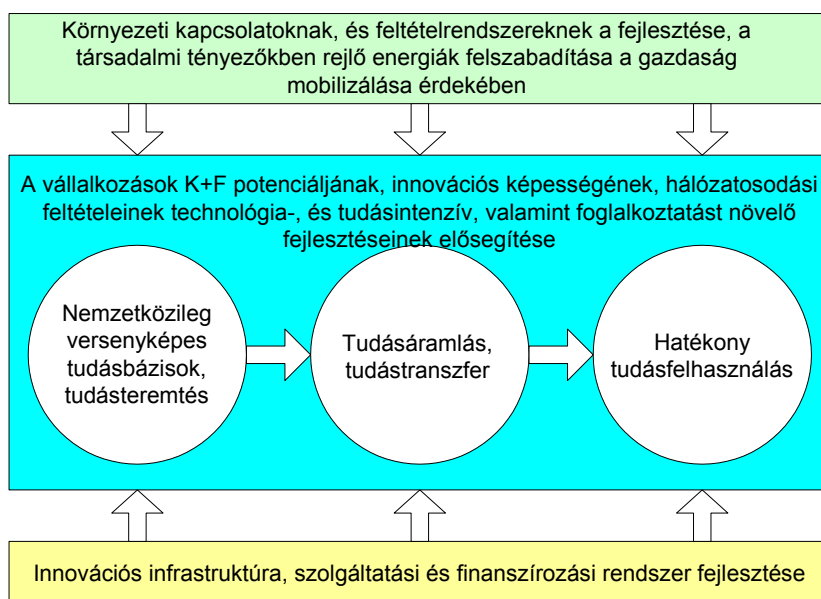 Környezeti kapcsolatoknak, és feltételrendszereknek a fejlesztése, a
társadalmi tényezőkben rejlő energiák felszabadítása a gazdaság
mobilizálása érdekében
A vállalkozások K+F potenciáljának, innovációs képességének, hálózatosodási
feltételeinek technológia-, és tudásintenzív, valamint foglalkoztatást növelő
fejlesztéseinek elősegítése
Nemzetközileg
versenyképes
tudásbázisok,
tudásteremtés
Tudásáramlás,
tudástranszfer
Hatékony
tudásfelhasználás
Innovációs infrastruktúra, szolgáltatási és finanszírozási rendszer fejlesztése